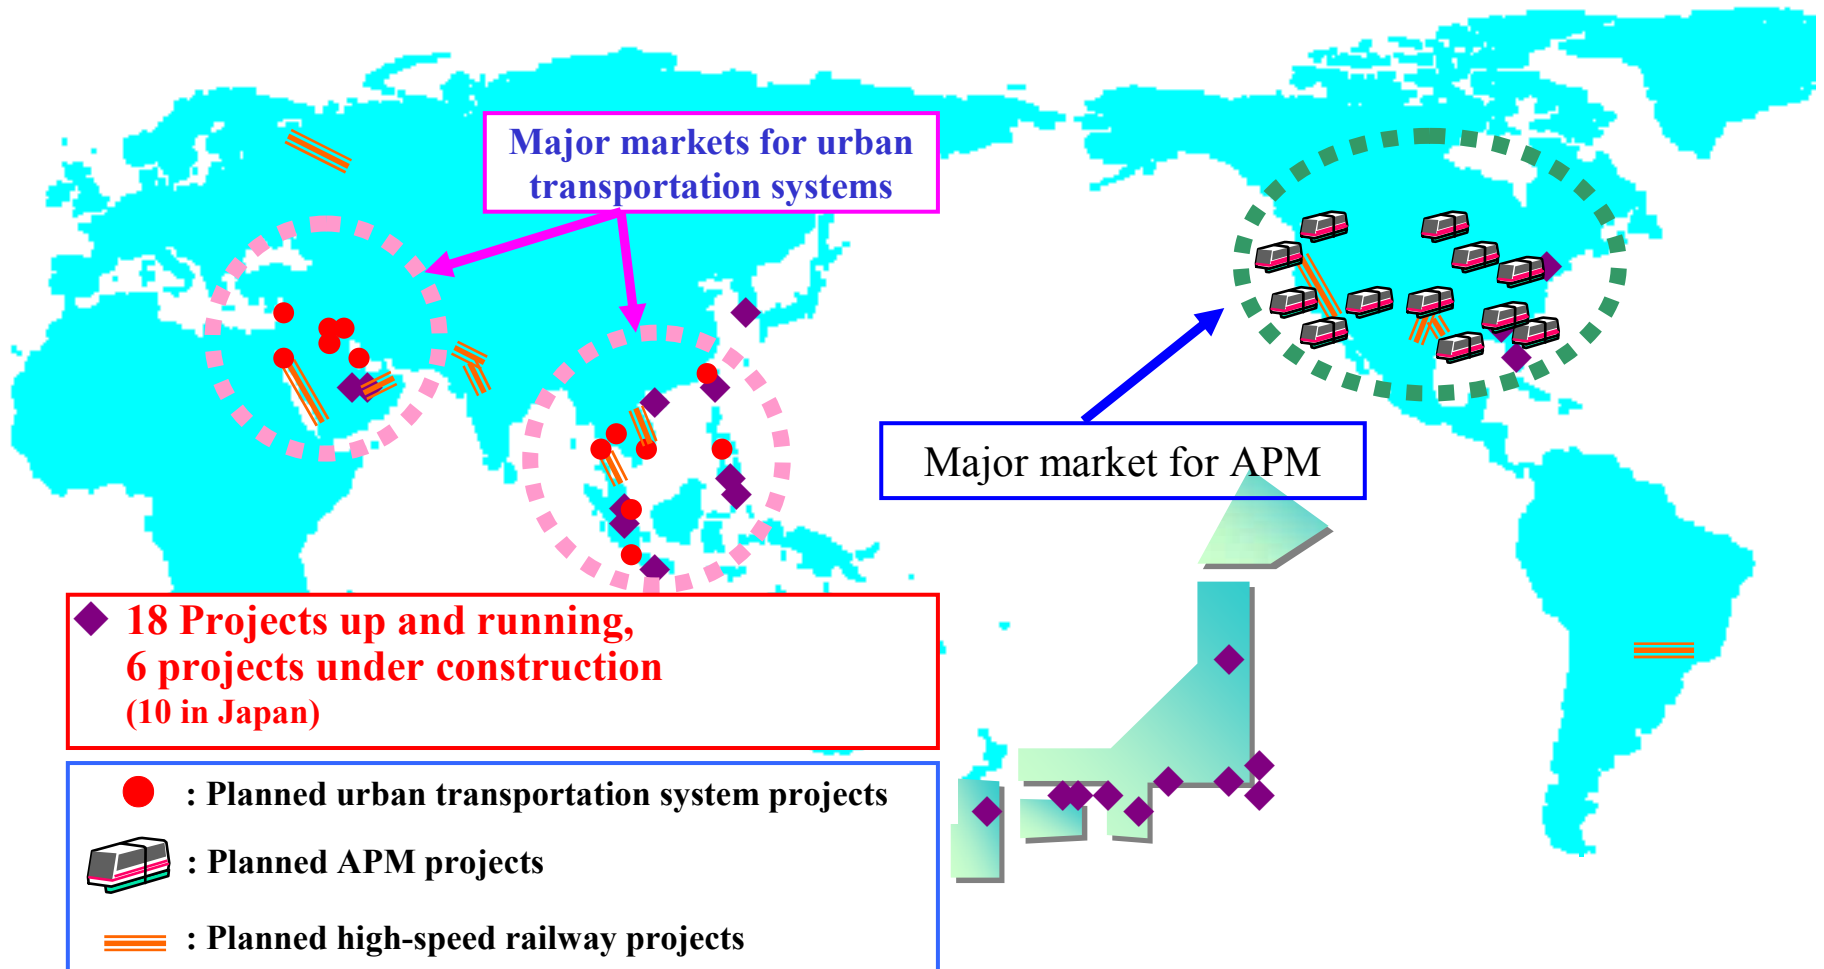 Major markets for urban
transportation systems
Major market for APM
18 Projects up and running,
6 projects under construction
(10 in Japan)
: Planned urban transportation system projects
: Planned APM projects
: Planned high-speed railway projects